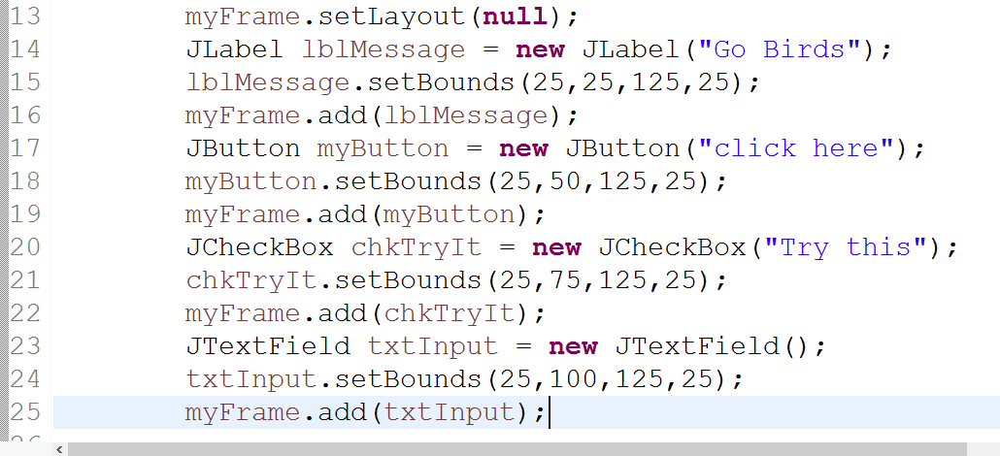 13 myFrame.setLayout(null);
14 JLabel lblMessage = new JLabel("Go Birds");
15 lblMessage.setBounds(25,25,125,25);
16 myFrame.add(lblMessage);
17 JButton myButton = new JButton("click here");
18 myButton.setBounds(25,50,125,25);
19 myFrame.add(myButton);
20 JCheckBox chkTryIt = new JCheckBox("Try this");
21 chkTryIt.setBounds(25,75,125,25);
22 myFrame.add(chkTryIt);
23 JTextField txtInput = new JTextField();
24 txtInput.setBounds(25,100,125,25);
25 myFrame.add(txtInput);